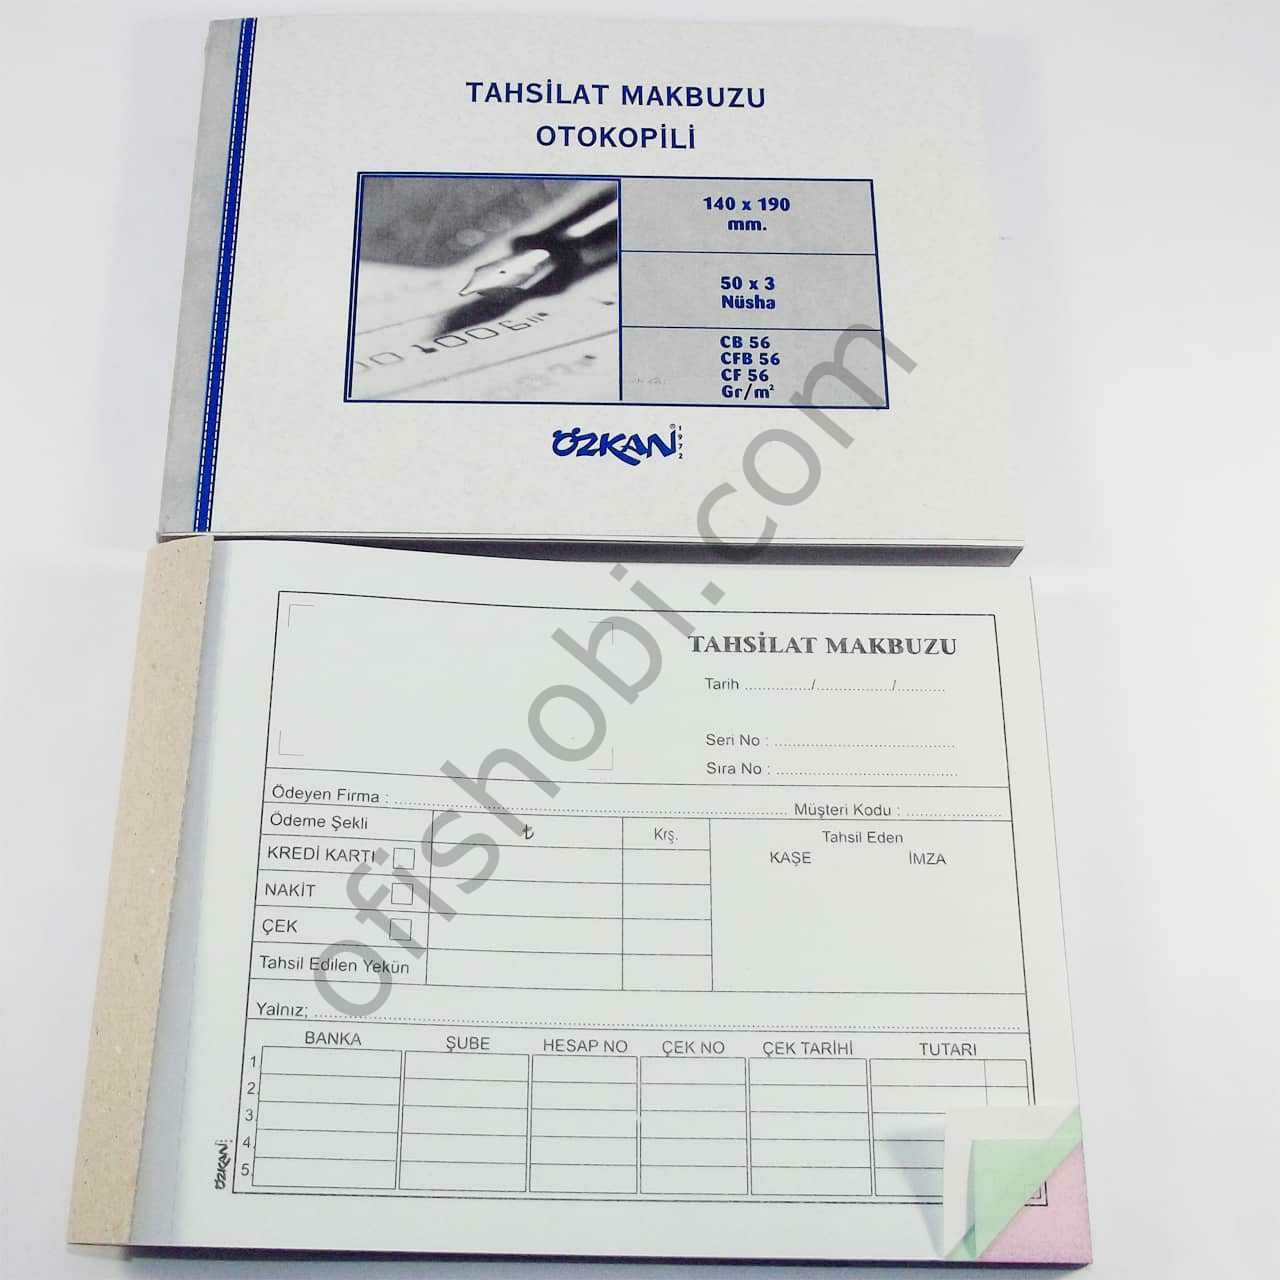 TAHSİLAT MAKBUZU
OTOKOPİLİ
140 x 190
mm.
50 x 3
Nüsha
CB 56
CFB 56
CF 56
Gr/m²
ÖZKAN® 1972
ofishobi.com
TAHSİLAT MAKBUZU
Tarih ............../................/..........
Seri No : ......................................
Sıra No : ......................................
Ödeyen Firma : .................................................................. Müşteri Kodu : ....................
Ödeme Şekli ₺ Krş. Tahsil Eden
KAŞE İMZA
KREDİ KARTI
NAKİT
ÇEK
Tahsil Edilen Yekün
Yalnız; ..................................................................
BANKA ŞUBE HESAP NO ÇEK NO ÇEK TARİHİ TUTARI
1
2
3
4
5
ÖZKAN